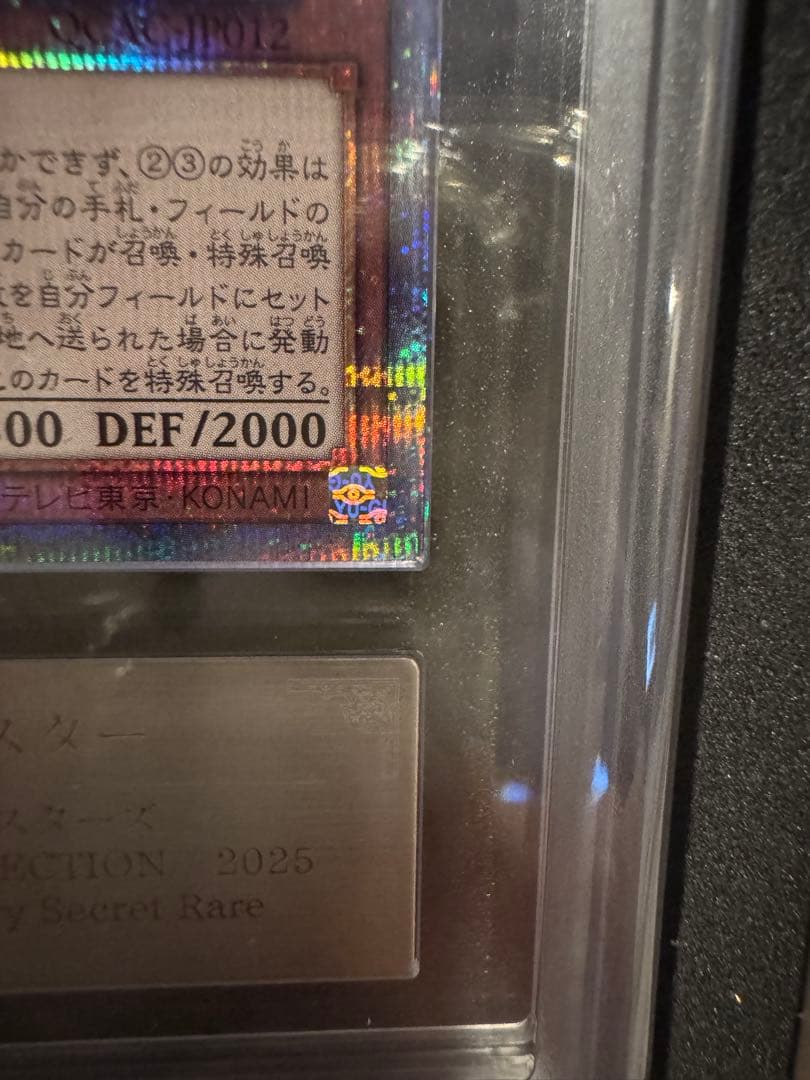 QCAC-JP012
かできず、②③の効果は
自分の手札・フィールドの
カードが召喚・特殊召喚
を自分フィールドにセット
地へ送られた場合に発動
このカードを特殊召喚する。
00 DEF/2000
テレビ東京・KONAMI
スター
スターズ
ECTION / 2025
ry Secret Rare